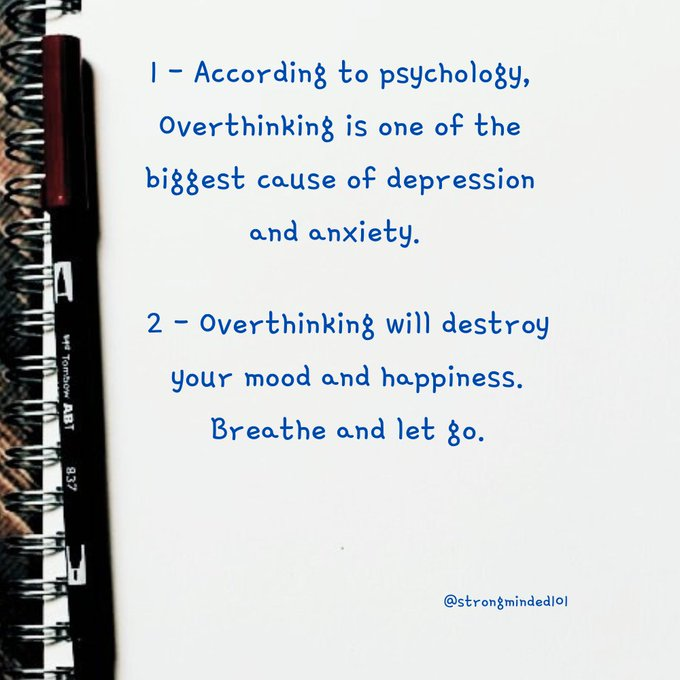 1 - According to psychology,
Overthinking is one of the
biggest cause of depression
and anxiety.
2 - Overthinking will destroy
your mood and happiness.
Breathe and let go.
Tombow ABT
837
@strongminded101